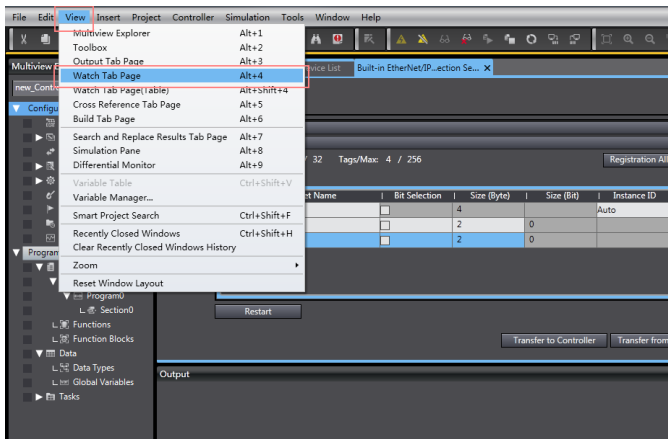 File Edit View Insert Project Controller Simulation Tools Window Help
Multiview Explorer Alt+1
Toolbox Alt+2
Output Tab Page Alt+3
Watch Tab Page Alt+4
Watch Tab Page(Table) Alt+Shift+4
Cross Reference Tab Page Alt+5
Build Tab Page Alt+6
Search and Replace Results Tab Page Alt+7
Simulation Pane Alt+8
Differential Monitor Alt+9
Variable Table Ctrl+Shift+V
Variable Manager...
Smart Project Search Ctrl+Shift+F
Recently Closed Windows Ctrl+Shift+H
Clear Recently Closed Windows History
Zoom
Reset Window Layout
Multiview
new_Contr
Configu
Program
Program0
Section0
Functions
Function Blocks
Data
Data Types
Global Variables
Tasks
vice List Built-in EtherNet/IP...ection Se... X
/ 32 Tags/Max: 4 / 256 Registration All
et Name Bit Selection Size (Byte) Size (Bit) Instance ID
4 Auto
2 0
2 0
Restart
Transfer to Controller Transfer from
Output